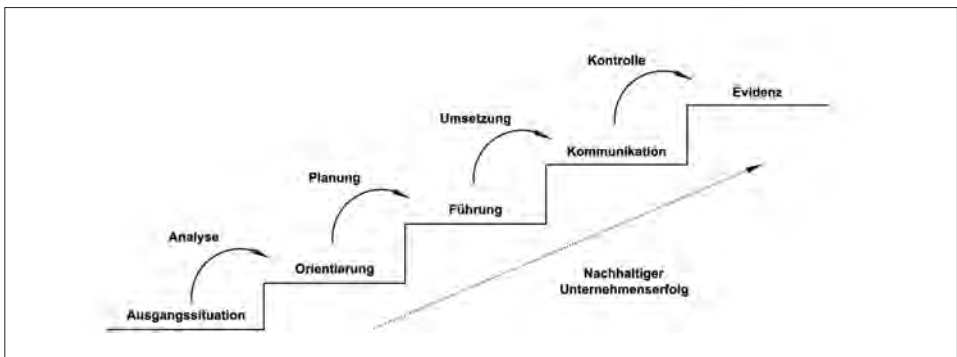 Kontrolle
Evidenz
Umsetzung
Kommunikation
Planung
Führung
Analyse
Orientierung
Nachhaltiger
Unternehmenserfolg
Ausgangssituation